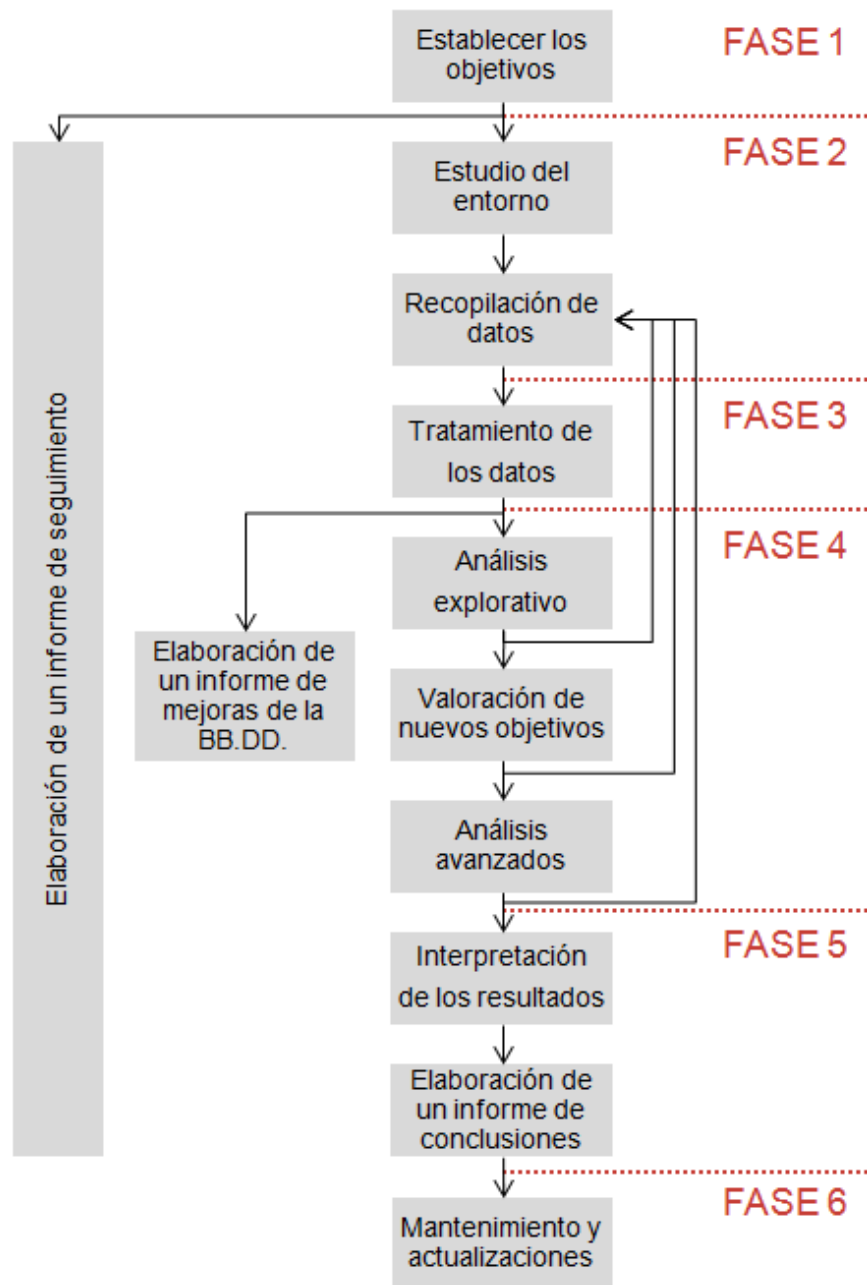 Establecer los
objetivos
FASE 1
FASE 2
Estudio del
entorno
Recopilación de
datos
FASE 3
Tratamiento de
los datos
FASE 4
Análisis
explorativo
Elaboración de
un informe de
mejoras de la
BB.DD.
Valoración de
nuevos objetivos
Análisis
avanzados
FASE 5
Interpretación
de los resultados
Elaboración de
un informe de
conclusiones
FASE 6
Mantenimiento y
actualizaciones
Elaboración de un informe de seguimiento